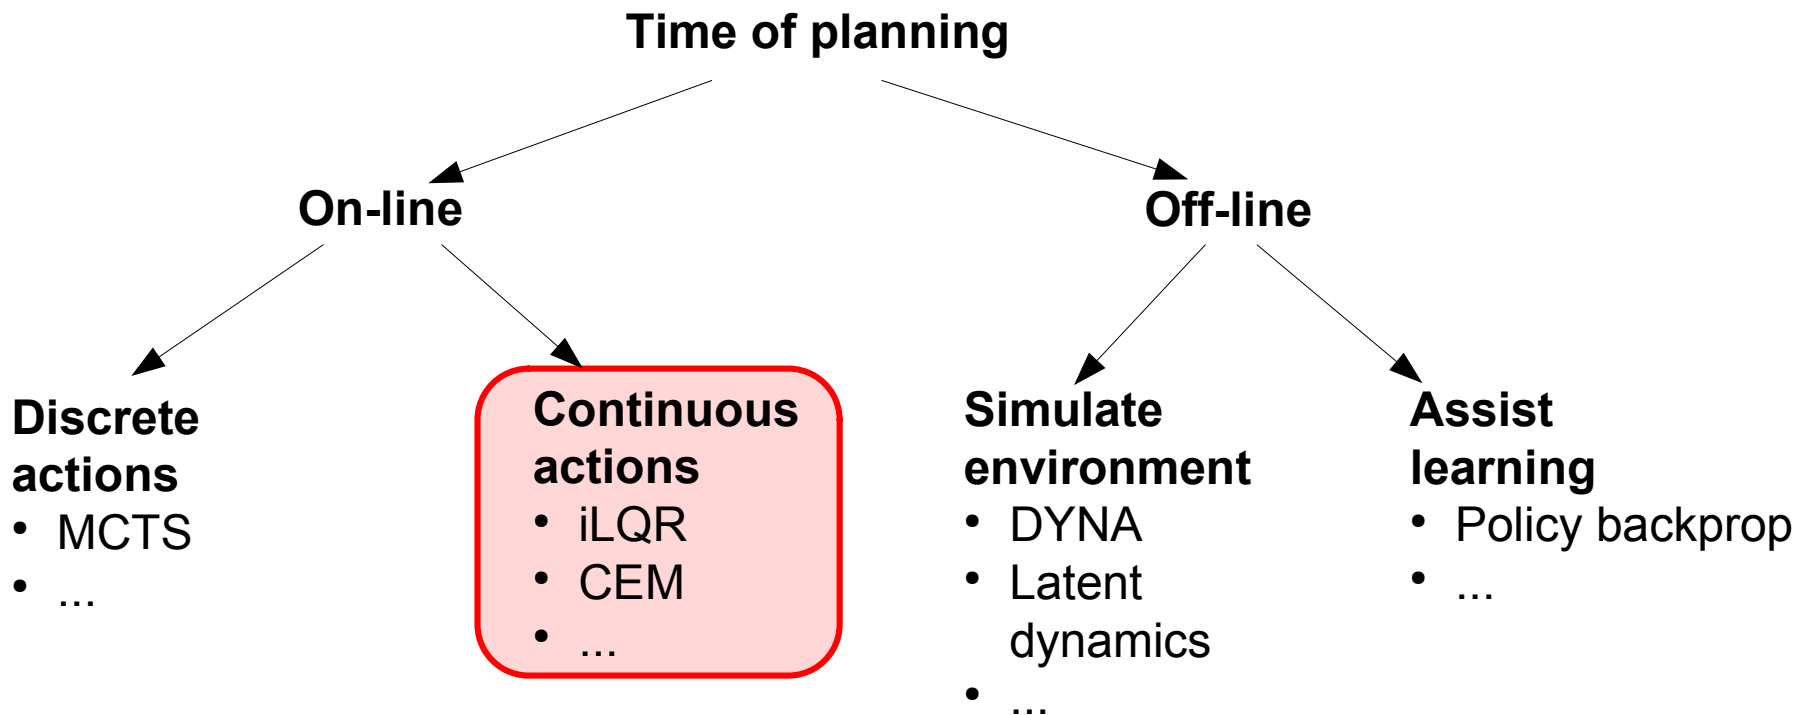 Time of planning
On-line
Off-line
Discrete
actions
• MCTS
• ...
Continuous
actions
• iLQR
• CEM
• ...
Simulate
environment
• DYNA
• Latent
dynamics
• ...
Assist
learning
• Policy backprop
• ...